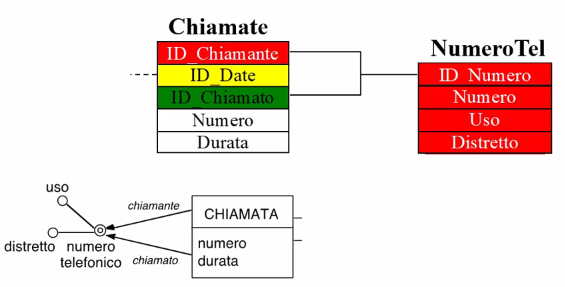 Chiamate
ID_Chiamante
ID_Date
ID_Chiamato
Numero
Durata
NumeroTel
ID_Numero
Numero
Uso
Distretto
uso
distretto
numero
telefonico
chiamante
chiamato
CHIAMATA
numero
durata